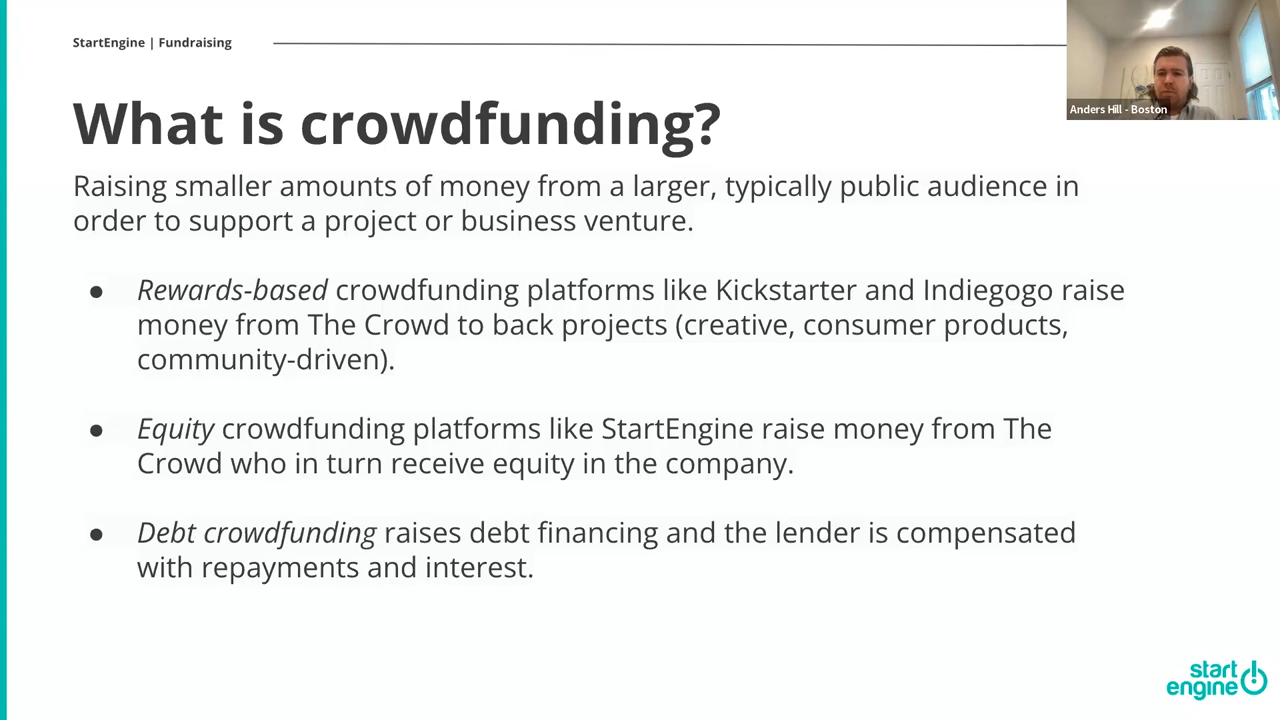 StartEngine | Fundraising
Anders Hill - Boston
What is crowdfunding?
Raising smaller amounts of money from a larger, typically public audience in
order to support a project or business venture.
● Rewards-based crowdfunding platforms like Kickstarter and Indiegogo raise
money from The Crowd to back projects (creative, consumer products,
community-driven).
● Equity crowdfunding platforms like StartEngine raise money from The
Crowd who in turn receive equity in the company.
● Debt crowdfunding raises debt financing and the lender is compensated
with repayments and interest.
start
engine